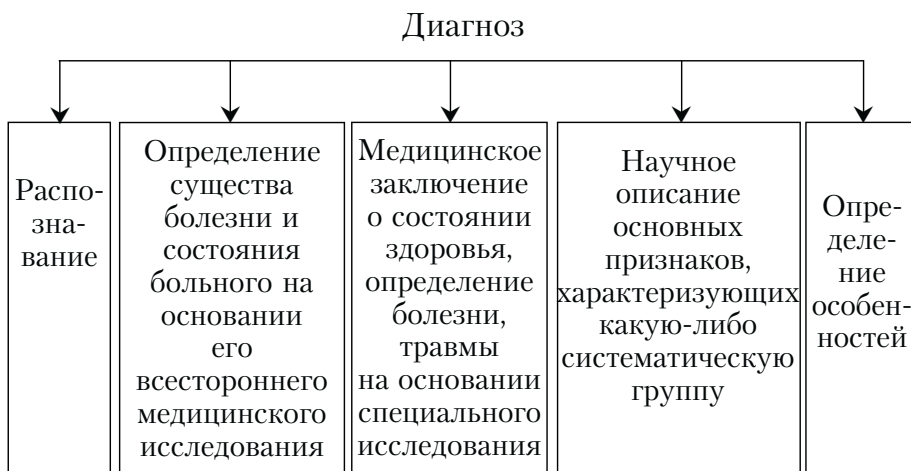 Диагноз
Распо-
зна-
вание
Определение
существа
болезни и
состояния
больного на
основании
его
всестороннего
медицинского
исследования
Медицинское
заключение
о состоянии
здоровья,
определение
болезни,
травмы
на основании
специального
исследования
Научное
описание
основных
признаков,
характеризующих
какую-либо
систематическую
группу
Опре-
деле-
ние
особен-
ностей